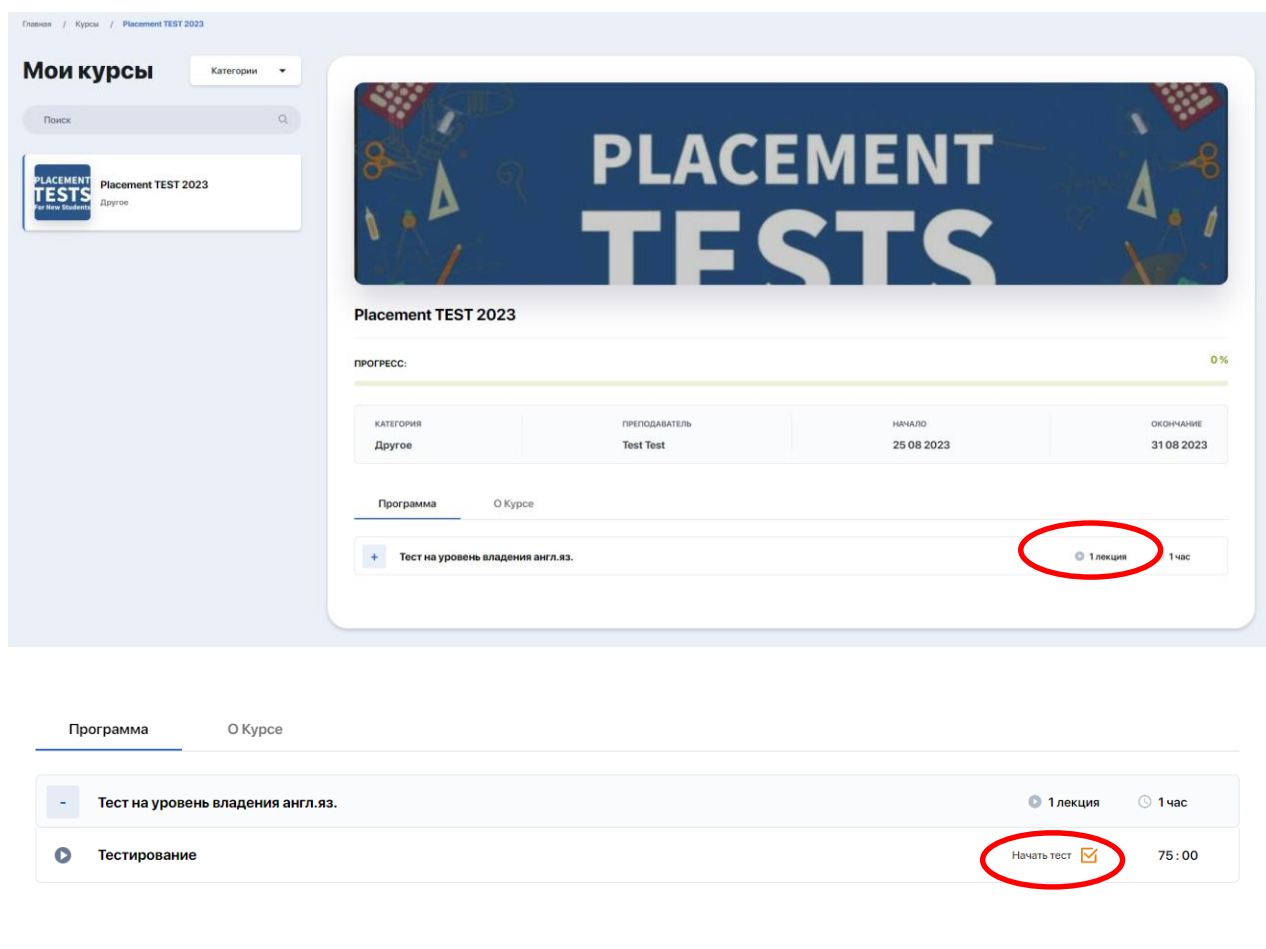 Главная / Курсы / Placement TEST 2023
Мои курсы
Категории
Поиск
PLACEMENT
TESTS
For New Students
Placement TEST 2023
Другое
PLACEMENT
TESTS
Placement TEST 2023
ПРОГРЕСС:
0 %
КАТЕГОРИЯ ПРЕПОДАВАТЕЛЬ НАЧАЛО ОКОНЧАНИЕ
Другое Test Test 25 08 2023 31 08 2023
Программа О Курсе
+ Тест на уровень владения англ.яз. 1 лекция 1 час
Программа О Курсе
- Тест на уровень владения англ.яз. 1 лекция 1 час
Тестирование Начать тест 75 : 00